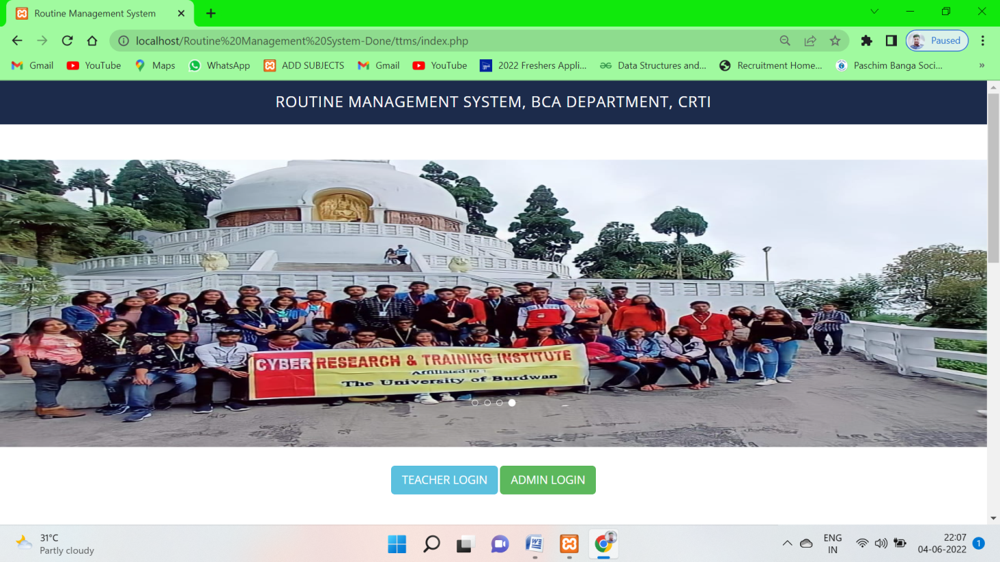 Routine Management System
localhost/Routine%20Management%20System-Done/ttms/index.php
Paused
Gmail YouTube Maps WhatsApp ADD SUBJECTS Gmail YouTube 2022 Freshers Appli... Data Structures and... Recruitment Home... Paschim Banga Soci... »
ROUTINE MANAGEMENT SYSTEM, BCA DEPARTMENT, CRTI
CYBER RESEARCH & TRAINING INSTITUTE
Affiliated to :
The University of Burdwan
TEACHER LOGIN ADMIN LOGIN
31°C
Partly cloudy
ENG
IN
22:07
04-06-2022
1